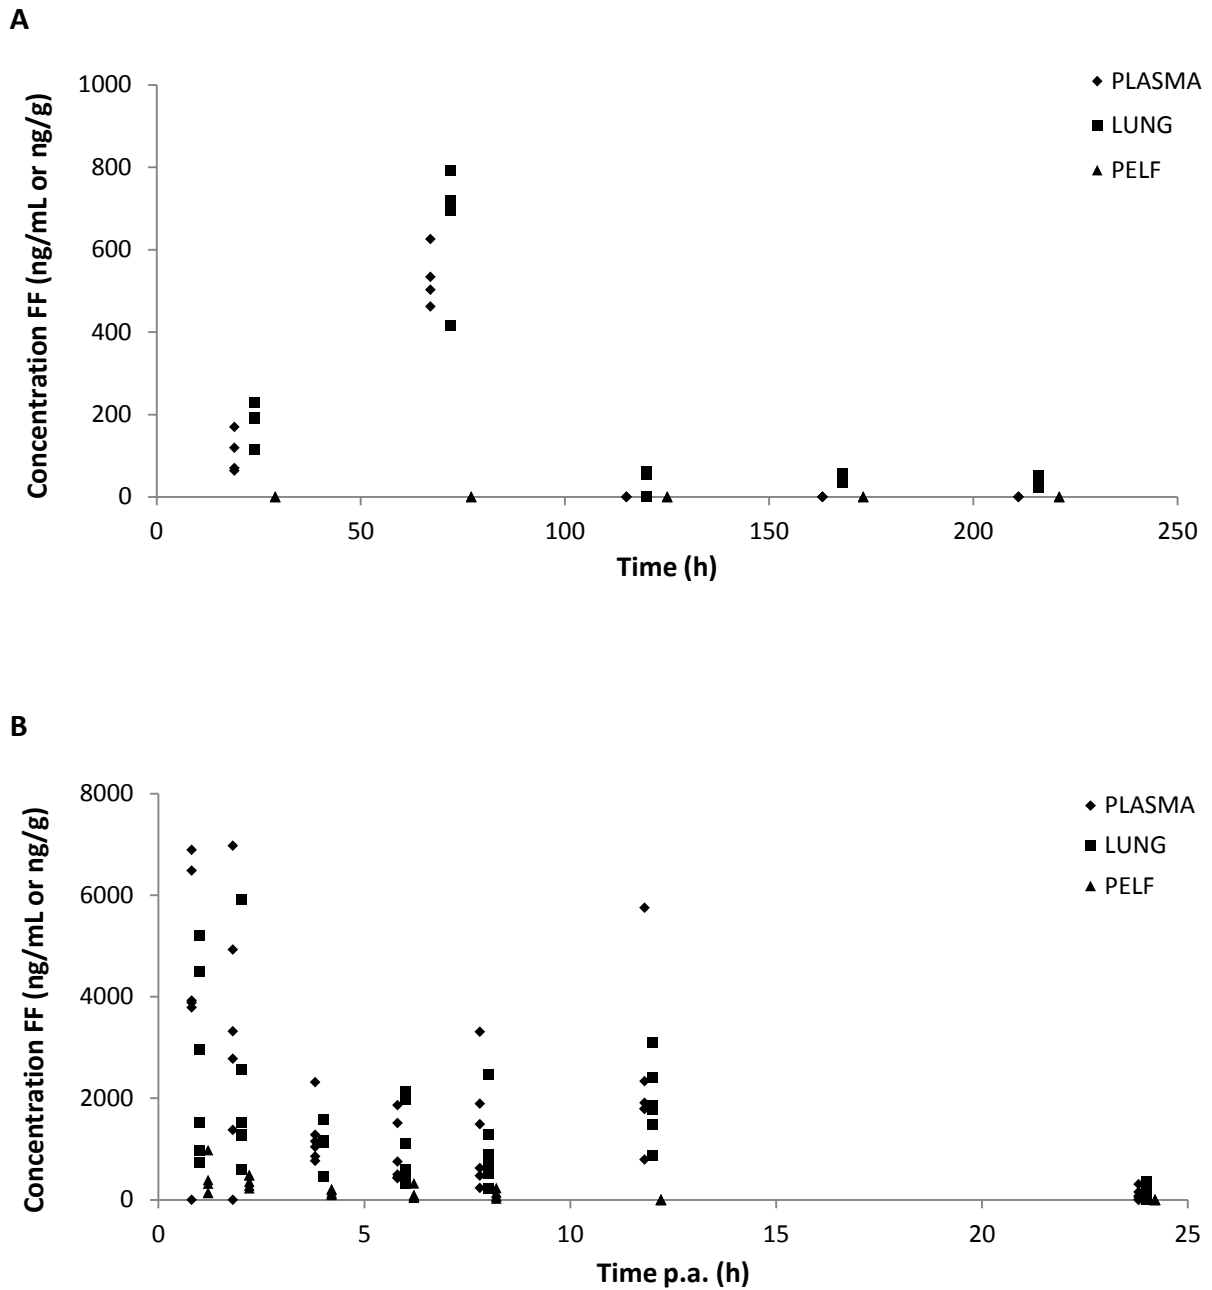 A
1000
800
600
400
200
0
Concentration FF (ng/mL or ng/g)
0 50 100 150 200 250
Time (h)
PLASMA
LUNG
PELF
B
8000
6000
4000
2000
0
Concentration FF (ng/mL or ng/g)
0 5 10 15 20 25
Time p.a. (h)
PLASMA
LUNG
PELF